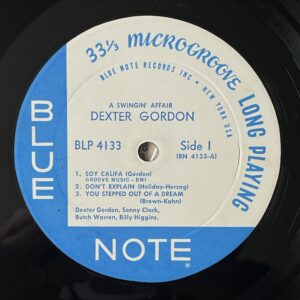 33⅓ MICROGROOVE LONG PLAYING
BLUE NOTE RECORDS INC • NEW YORK USA
A SWINGIN' AFFAIR
DEXTER GORDON
BLP 4133 Side 1
(BN 4133-A)
1. SOY CALIFA (Gordon)
GROOVE MUSIC - BMI
2. DON'T EXPLAIN (Holiday-Herzog)
3. YOU STEPPED OUT OF A DREAM
(Brown-Kahn)
Dexter Gordon, Sonny Clark,
Butch Warren, Billy Higgins.
BLUE
NOTE ®